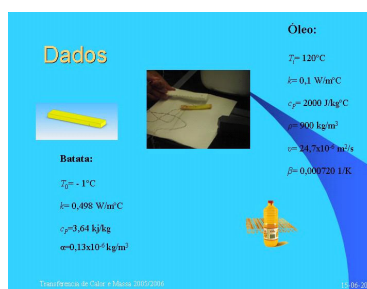 Dados
Óleo:
Ti= 120ºC
k= 0,1 W/mºC
cp= 2000 J/kgºC
ρ= 900 kg/m³
υ= 24,7x10⁻⁶ m²/s
β= 0,000720 1/K
Batata:
T0= - 1ºC
k= 0,498 W/mºC
cp=3,64 kj/kg
α=0,13x10⁻⁶ kg/m³
Transferência de Calor e Massa 2005/2006
15-06-20